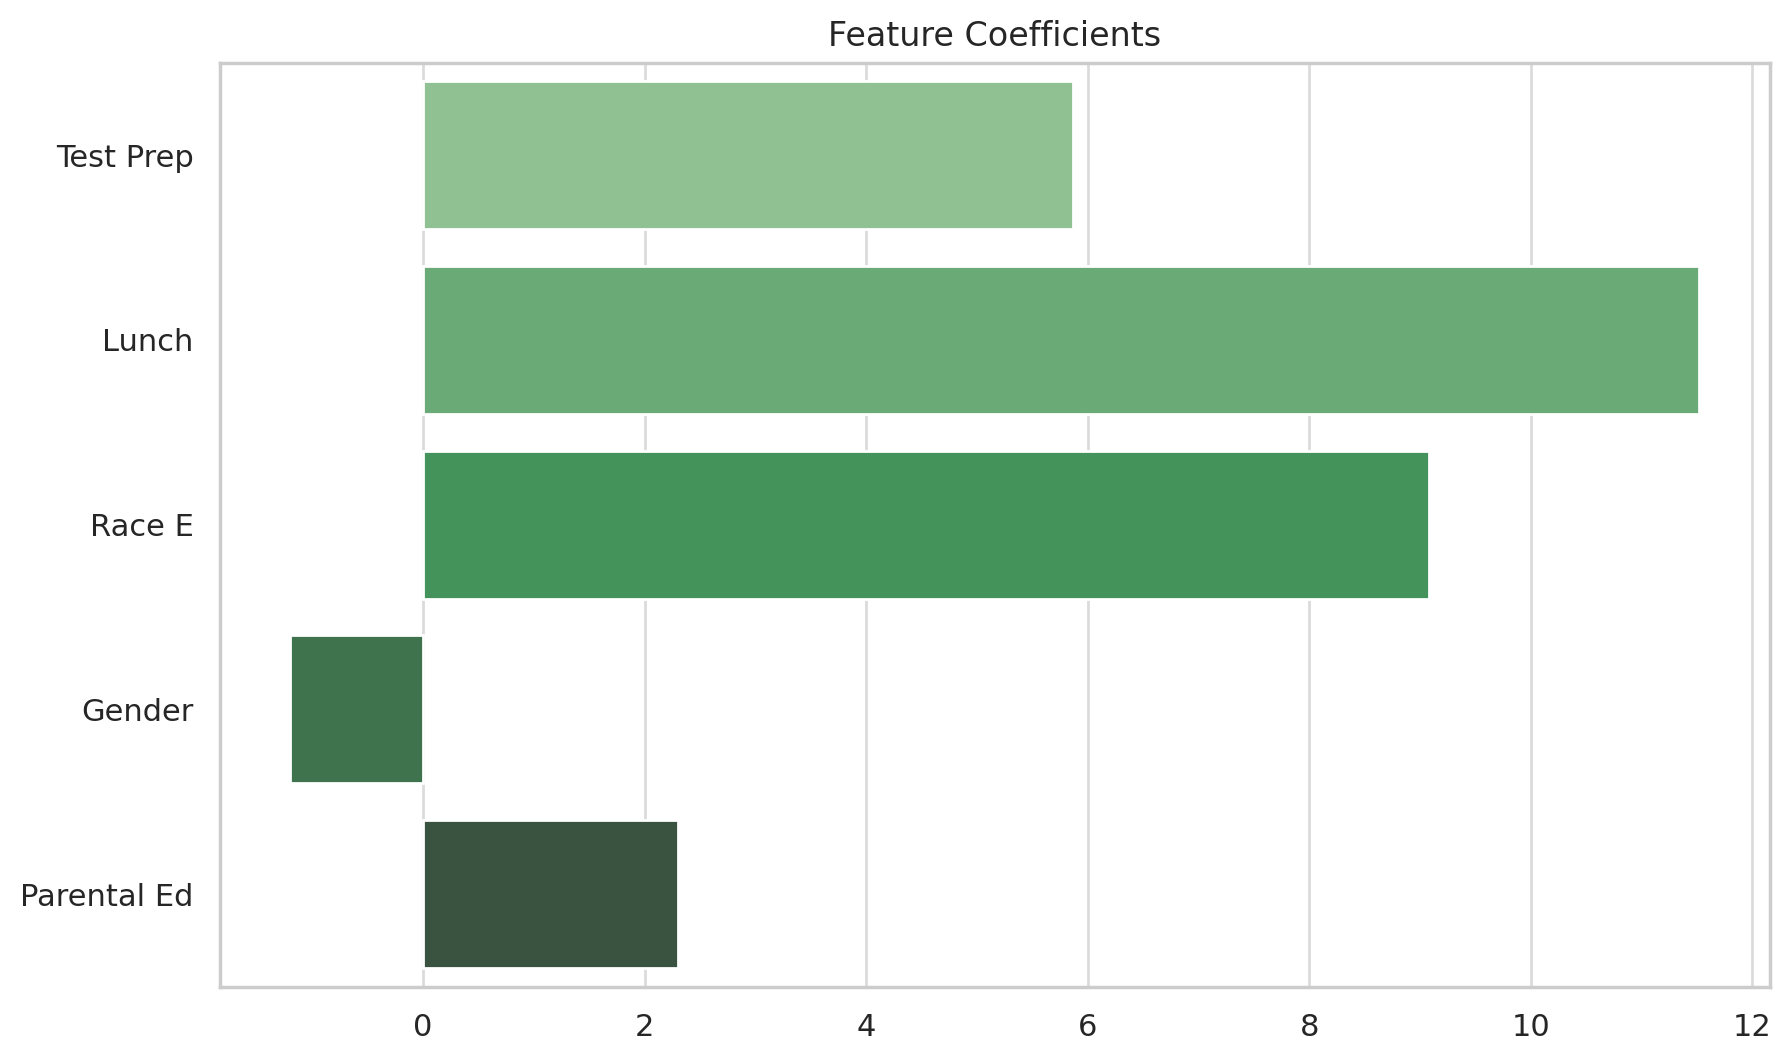 Feature Coefficients
Test Prep
Lunch
Race E
Gender
Parental Ed
0 2 4 6 8 10 12